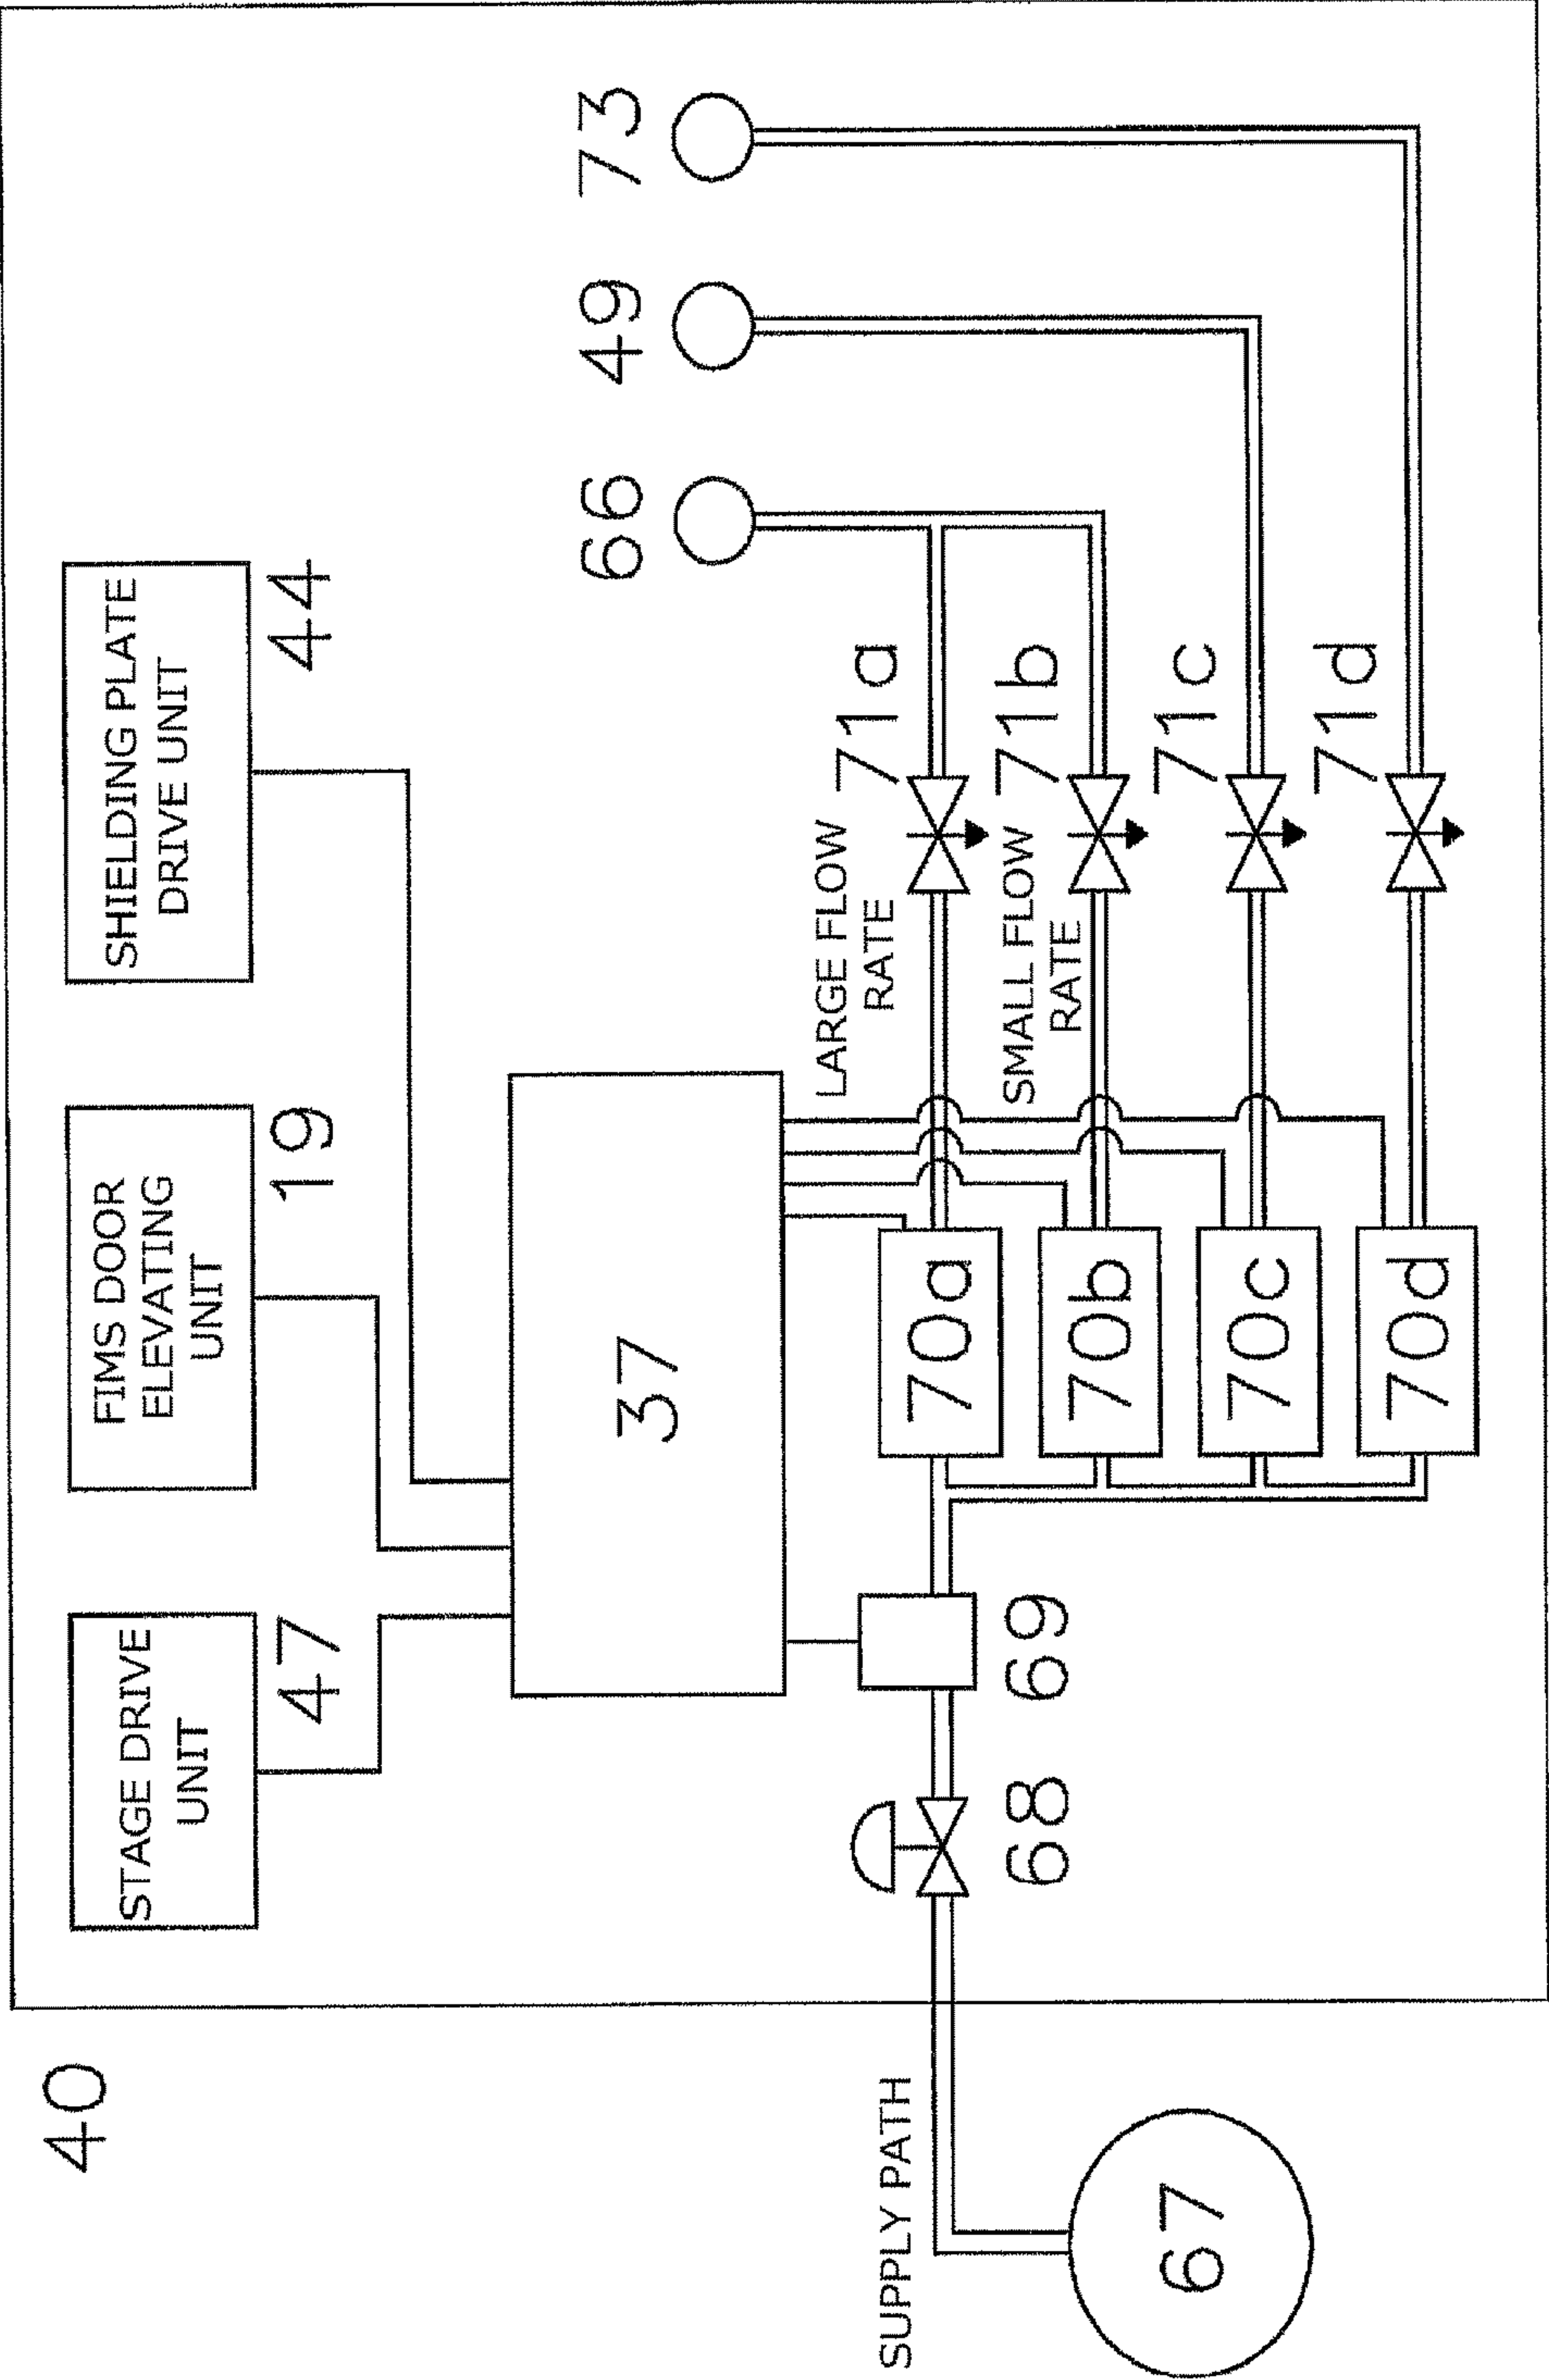 40
STAGE DRIVE
UNIT
47
FIMS DOOR
ELEVATING
UNIT
19
SHIELDING PLATE
DRIVE UNIT
44
37
66
49
73
SUPPLY PATH
67
68
69
70a
70b
70c
70d
LARGE FLOW
RATE
71a
SMALL FLOW
RATE
71b
71c
71d